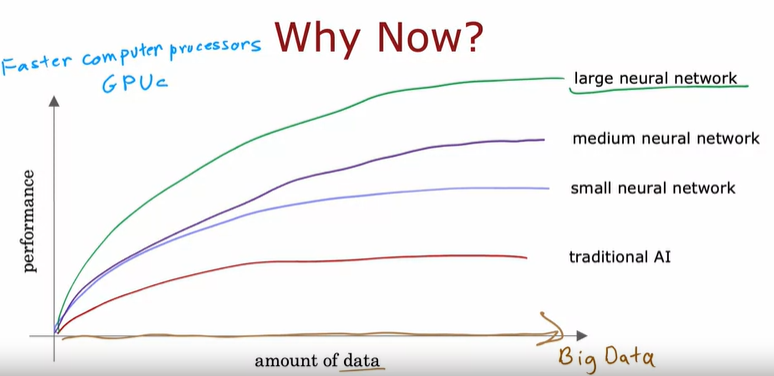 Why Now?
Faster computer processors
GPUs
large neural network
medium neural network
small neural network
traditional AI
performance
amount of data
Big Data